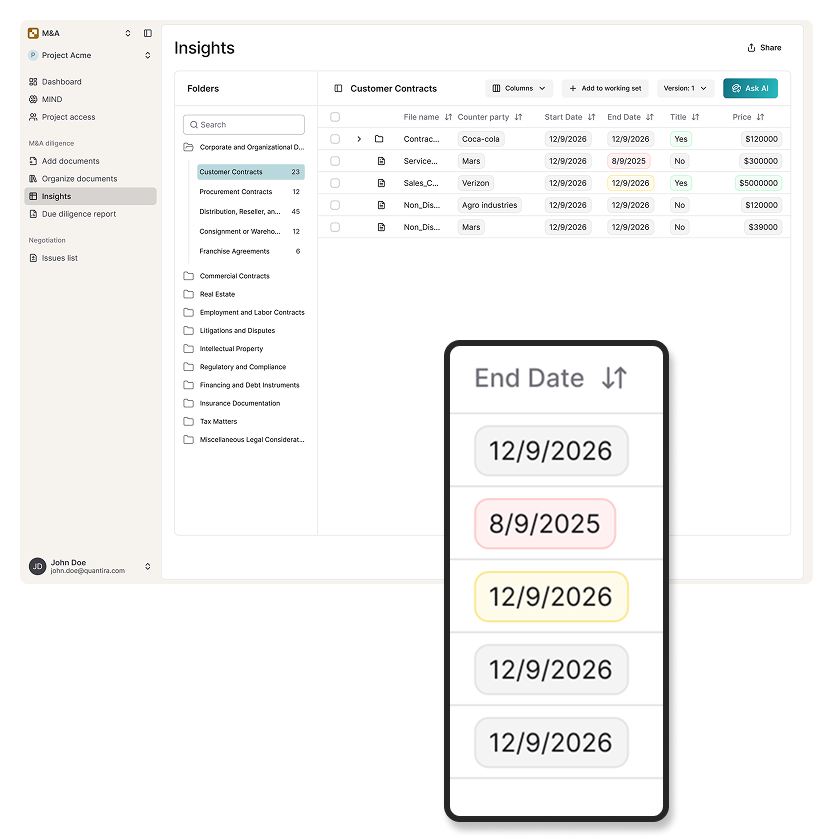 M&A
P Project Acme
Dashboard
MIND
Project access
M&A diligence
Add documents
Organize documents
Insights
Due diligence report
Negotiation
Issues list
JD John Doe
john.doe@quantira.com
Insights
Share
Folders
Search
Corporate and Organizational D...
Customer Contracts 23
Procurement Contracts 12
Distribution, Reseller, an... 45
Consignment or Wareho... 12
Franchise Agreements 6
Commercial Contracts
Real Estate
Employment and Labor Contracts
Litigations and Disputes
Intellectual Property
Regulatory and Compliance
Financing and Debt Instruments
Insurance Documentation
Tax Matters
Miscellaneous Legal Considerat...
Customer Contracts Columns + Add to working set Version: 1 Ask AI
File name Counter party Start Date End Date Title Price
Contrac... Coca-cola 12/9/2026 12/9/2026 Yes $120000
Service... Mars 12/9/2026 8/9/2025 No $300000
Sales_C... Verizon 12/9/2026 12/9/2026 Yes $5000000
Non_Dis... Agro industries 12/9/2026 12/9/2026 No $120000
Non_Dis... Mars 12/9/2026 12/9/2026 No $39000
End Date
12/9/2026
8/9/2025
12/9/2026
12/9/2026
12/9/2026